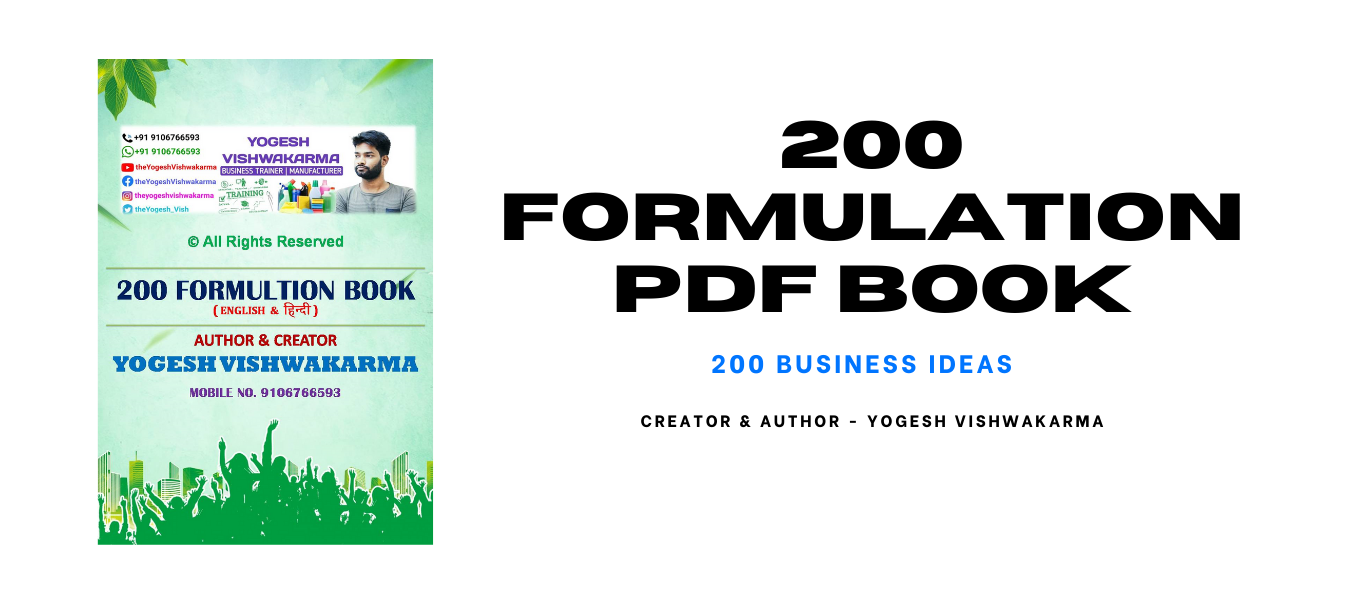 +91 9106766593
+91 9106766593
theYogeshVishwakarma
theYogeshVishwakarma
theyogeshvishwakarma
theYogesh_Vish
YOGESH
VISHWAKARMA
BUSINESS TRAINER | MANUFACTURER
TRAINING
© All Rights Reserved
200 FORMULTION BOOK
( ENGLISH & हिन्दी )
AUTHOR & CREATOR
YOGESH VISHWAKARMA
MOBILE NO. 9106766593
200
FORMULATION
PDF BOOK
200 BUSINESS IDEAS
CREATOR & AUTHOR - YOGESH VISHWAKARMA